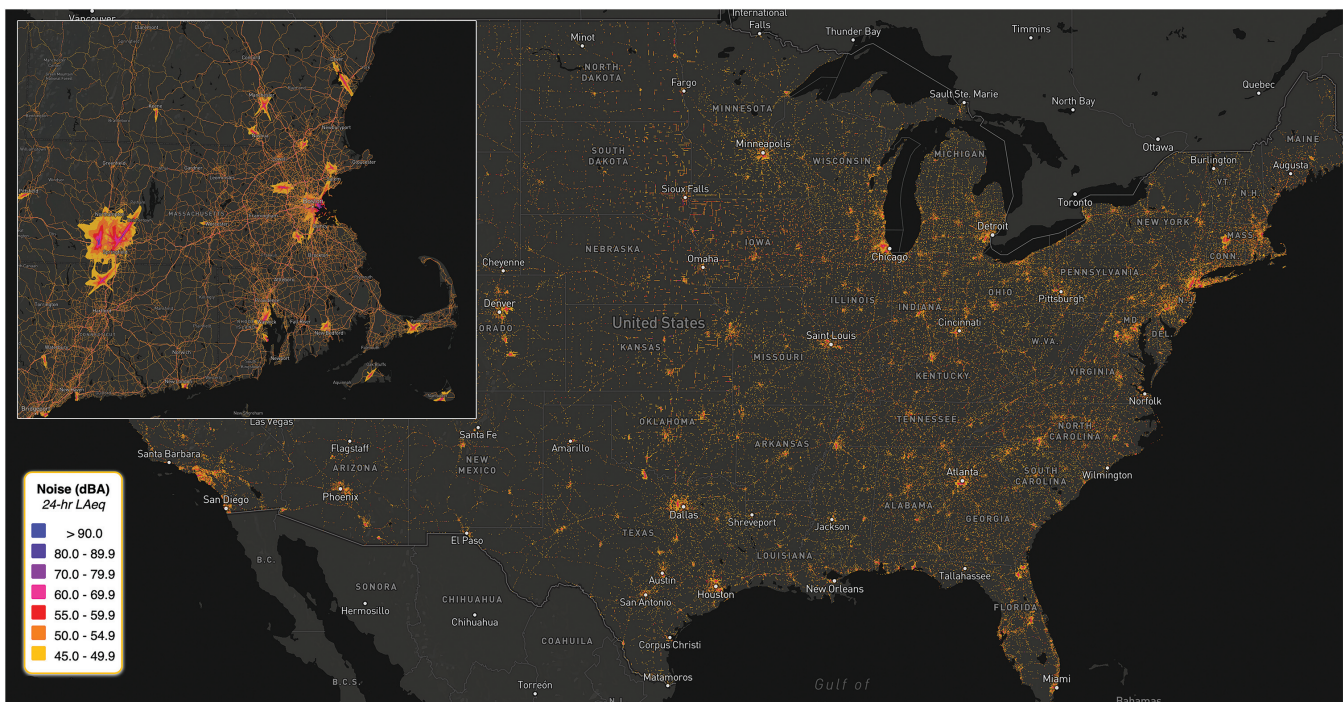 Vancouver
International
Falls
Thunder Bay
Timmins
Minot
NORTH
DAKOTA
Fargo
Quebec
Sault Ste. Marie
North Bay
MINNESOTA
MAINE
Ottawa
SOUTH
DAKOTA
Minneapolis
WISCONSIN
MICHIGAN
Burlington
Augusta
VT.
N.H.
Sioux Falls
Toronto
NEW YORK
MASS.
Detroit
NEBRASKA
IOWA
CONN.
Cheyenne
Omaha
Chicago
PENNSYLVANIA
OHIO
Pittsburgh
N.J.
Denver
ILLINOIS
INDIANA
ORADO
United States
Cincinnati
MD.
DEL.
KANSAS
Saint Louis
W.VA.
MISSOURI
KENTUCKY
VIRGINIA
Norfolk
MASSACHUSET
Las Vegas
Santa Fe
OKLAHOMA
TENNESSEE
NORTH
CAROLINA
Flagstaff
Amarillo
ARKANSAS
Santa Barbara
ARIZONA
NEW
MEXICO
Atlanta
SOUTH
CAROLINA
Wilmington
San Diego
Phoenix
Dallas
ALABAMA
GEORGIA
Shreveport
Jackson
TEXAS
El Paso
LOUISIANA
B.C.
Austin
Tallahassee
SONORA
San Antonio
Houston
New Orleans
CHIHUAHUA
Hermosillo
Chihuahua
FLORIDA
COAHUILA
Corpus Christi
B.C.S.
Torreón
Matamoros
Gulf of
Miami
N.L.
Bahamas
Noise (dBA)
24-hr LAeq
> 90.0
80.0 - 89.9
70.0 - 79.9
60.0 - 69.9
55.0 - 59.9
50.0 - 54.9
45.0 - 49.9